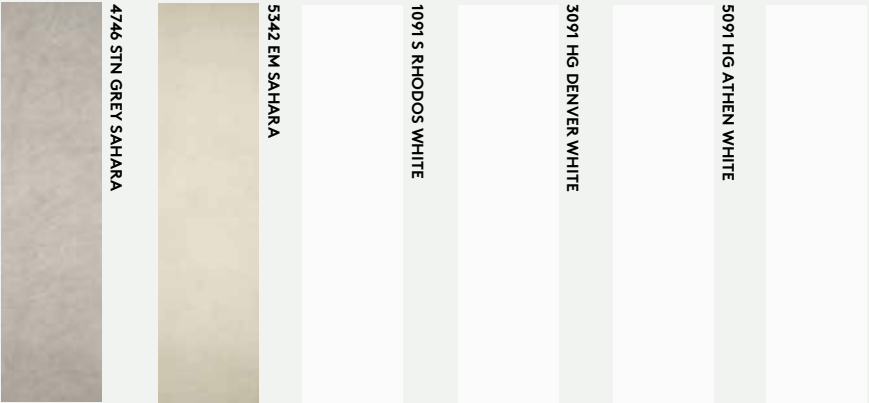 4746 STN GREY SAHARA
5342 EM SAHARA
1091 S RHODOS WHITE
3091 HG DENVER WHITE
5091 HG ATHEN WHITE